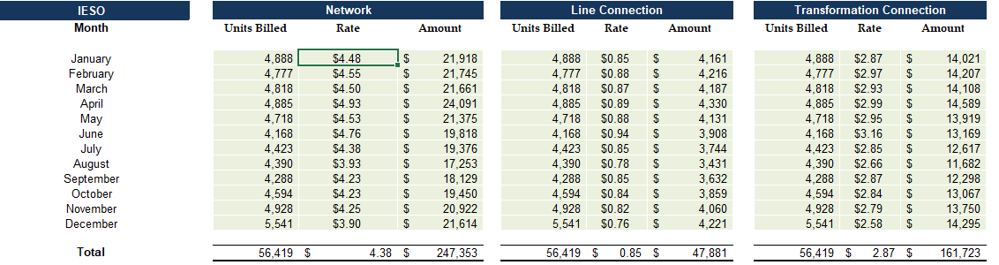 IESO Network Line Connection Transformation Connection
Month Units Billed Rate Amount Units Billed Rate Amount Units Billed Rate Amount
January 4,888 $4.48 $ 21,918 4,888 $0.85 $ 4,161 4,888 $2.87 $ 14,021
February 4,777 $4.55 $ 21,745 4,777 $0.88 $ 4,216 4,777 $2.97 $ 14,207
March 4,818 $4.50 $ 21,661 4,818 $0.87 $ 4,187 4,818 $2.93 $ 14,108
April 4,885 $4.93 $ 24,091 4,885 $0.89 $ 4,330 4,885 $2.99 $ 14,589
May 4,718 $4.53 $ 21,375 4,718 $0.88 $ 4,131 4,718 $2.95 $ 13,919
June 4,168 $4.76 $ 19,818 4,168 $0.94 $ 3,908 4,168 $3.16 $ 13,169
July 4,423 $4.38 $ 19,376 4,423 $0.85 $ 3,744 4,423 $2.85 $ 12,617
August 4,390 $3.93 $ 17,253 4,390 $0.78 $ 3,431 4,390 $2.66 $ 11,682
September 4,288 $4.23 $ 18,129 4,288 $0.85 $ 3,632 4,288 $2.87 $ 12,298
October 4,594 $4.23 $ 19,450 4,594 $0.84 $ 3,859 4,594 $2.84 $ 13,067
November 4,928 $4.25 $ 20,922 4,928 $0.82 $ 4,060 4,928 $2.79 $ 13,750
December 5,541 $3.90 $ 21,614 5,541 $0.76 $ 4,221 5,541 $2.58 $ 14,295
Total 56,419 $ 4.38 $ 247,353 56,419 $ 0.85 $ 47,881 56,419 $ 2.87 $ 161,723